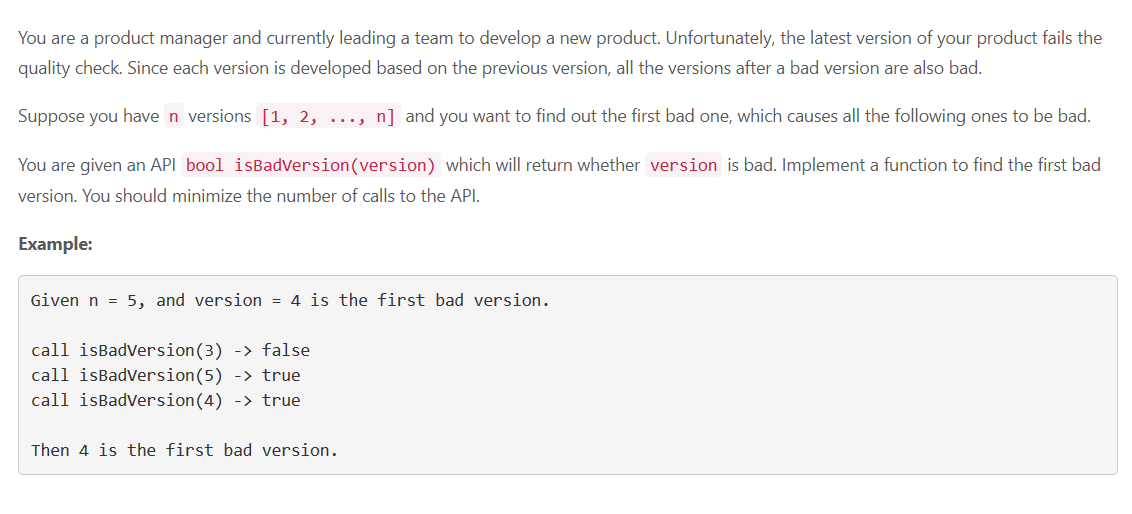 You are a product manager and currently leading a team to develop a new product. Unfortunately, the latest version of your product fails the
quality check. Since each version is developed based on the previous version, all the versions after a bad version are also bad.
Suppose you have n versions [1, 2, ..., n] and you want to find out the first bad one, which causes all the following ones to be bad.
You are given an API bool isBadVersion(version) which will return whether version is bad. Implement a function to find the first bad
version. You should minimize the number of calls to the API.
Example:
Given n = 5, and version = 4 is the first bad version.
call isBadVersion(3) -> false
call isBadVersion(5) -> true
call isBadVersion(4) -> true
Then 4 is the first bad version.